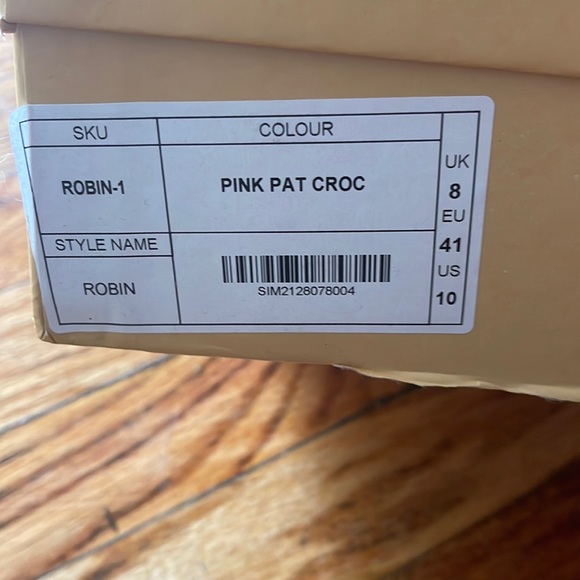 SKU
COLOUR
ROBIN-1
PINK PAT CROC
STYLE NAME
ROBIN
SIM2128078004
UK
8
EU
41
US
10